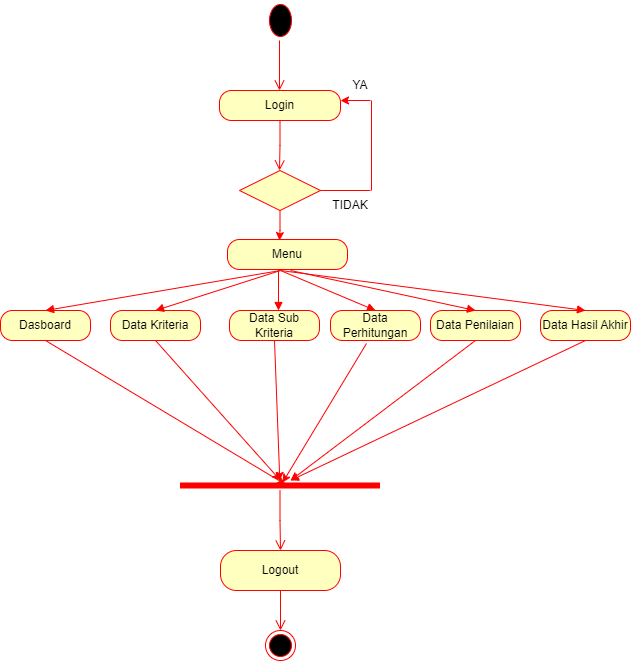 YA
Login
TIDAK
Menu
Dasboard
Data Kriteria
Data Sub
Kriteria
Data
Perhitungan
Data Penilaian
Data Hasil Akhir
Logout